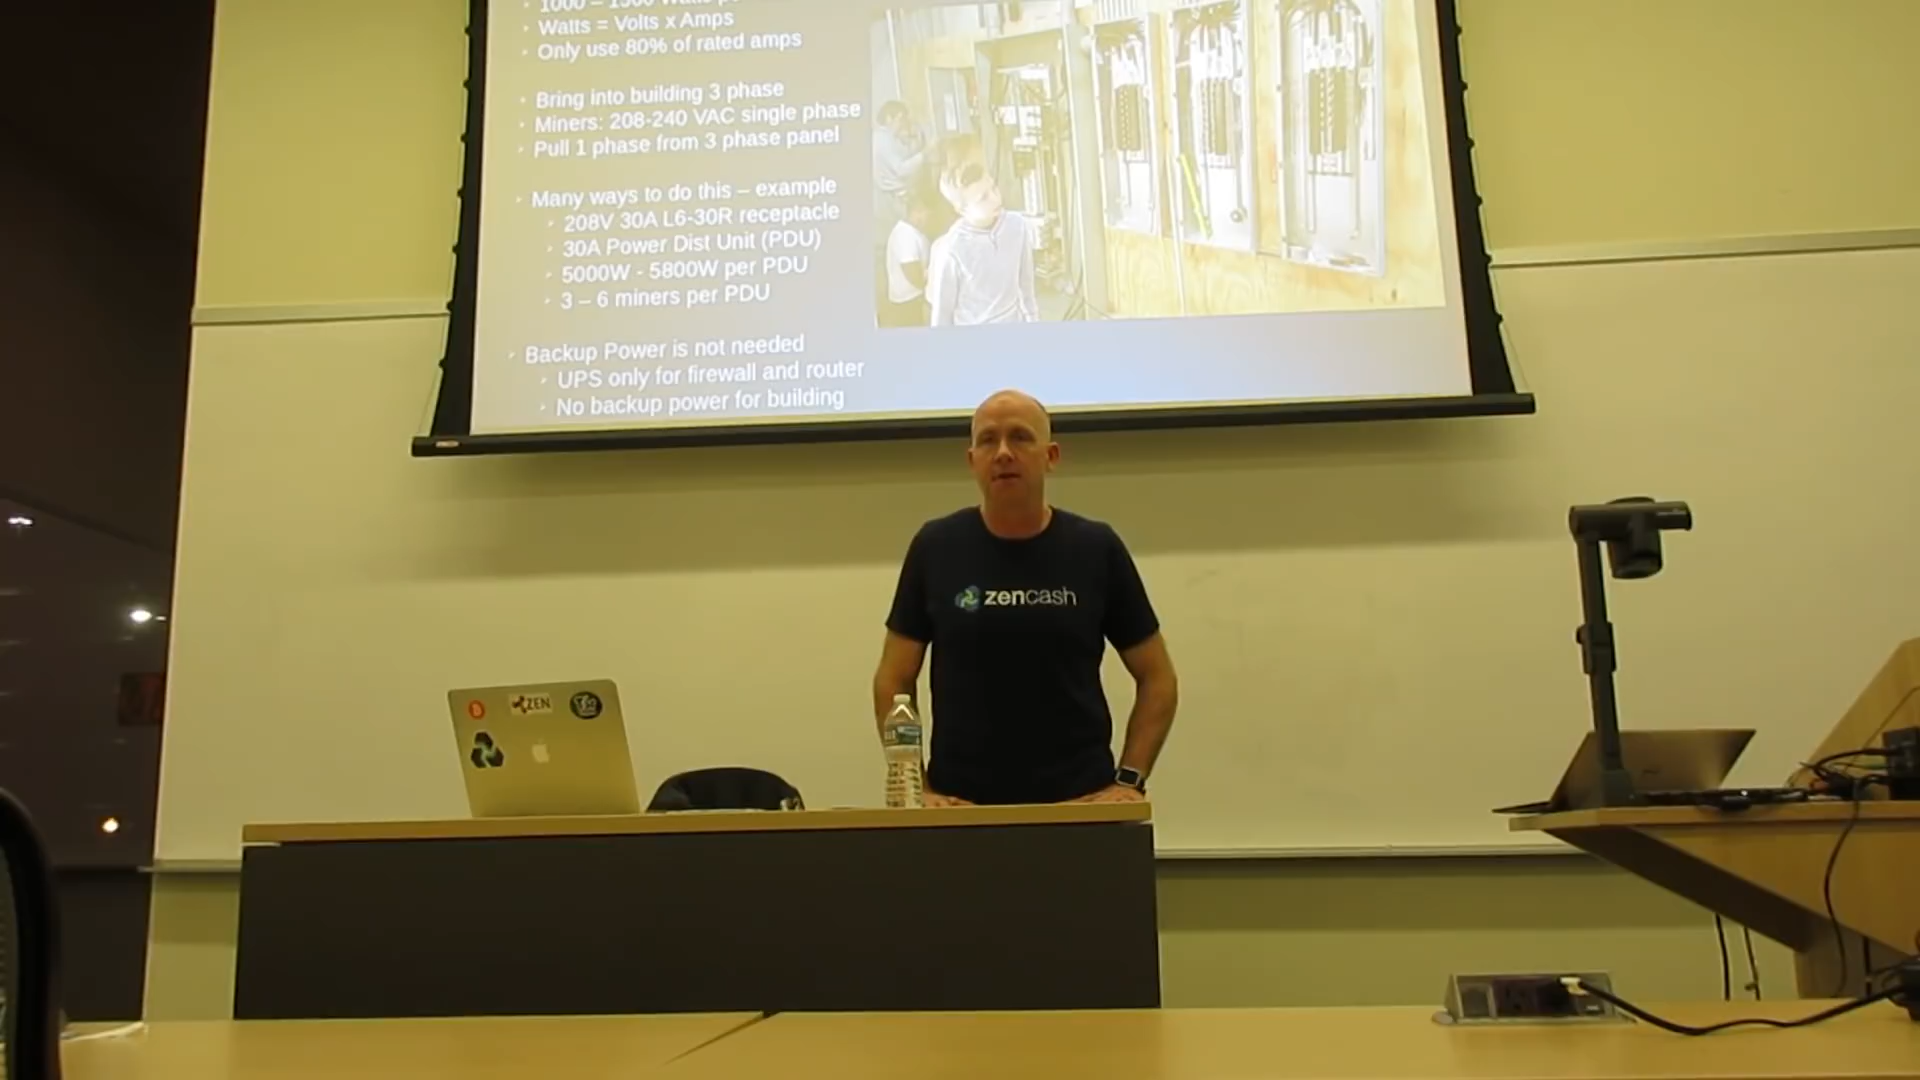 Watts = Volts x Amps
Only use 80% of rated amps
Bring into building 3 phase
Miners: 208-240 VAC single phase
Pull 1 phase from 3 phase panel
Many ways to do this – example
208V 30A L6-30R receptacle
30A Power Dist Unit (PDU)
5000W - 5800W per PDU
3 – 6 miners per PDU
Backup Power is not needed
UPS only for firewall and router
No backup power for building
zencash
ZEN